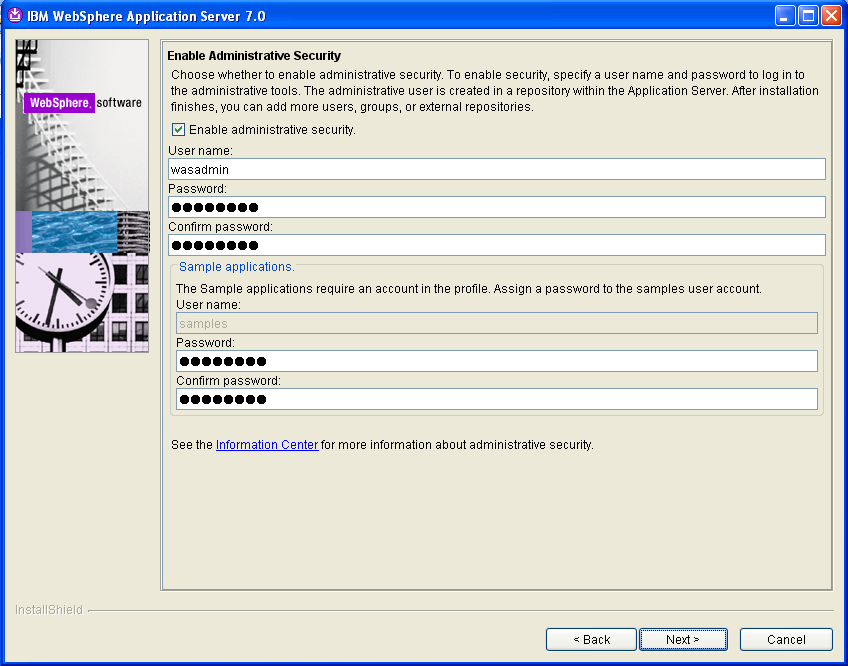 IBM WebSphere Application Server 7.0
WebSphere. software
Enable Administrative Security
Choose whether to enable administrative security. To enable security, specify a user name and password to log in to
the administrative tools. The administrative user is created in a repository within the Application Server. After installation
finishes, you can add more users, groups, or external repositories.
Enable administrative security.
User name:
wasadmin
Password:
●●●●●●●●
Confirm password:
●●●●●●●●
Sample applications.
The Sample applications require an account in the profile. Assign a password to the samples user account.
User name:
samples
Password:
●●●●●●●●
Confirm password:
●●●●●●●●
See the Information Center for more information about administrative security.
InstallShield
< Back Next > Cancel